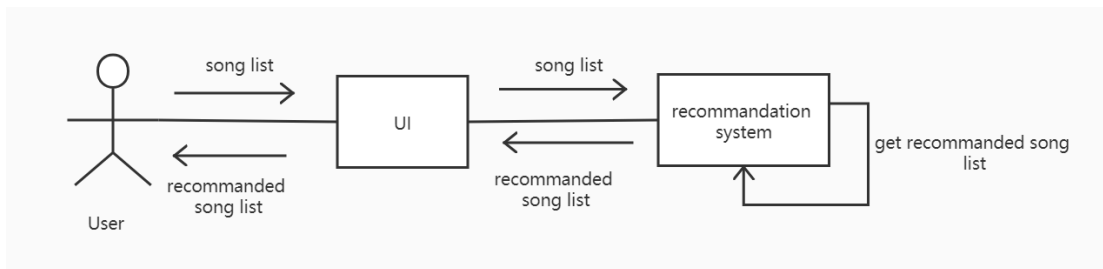 song list
song list
UI
recommandation
system
get recommanded song
list
recommanded
song list
recommanded
song list
User